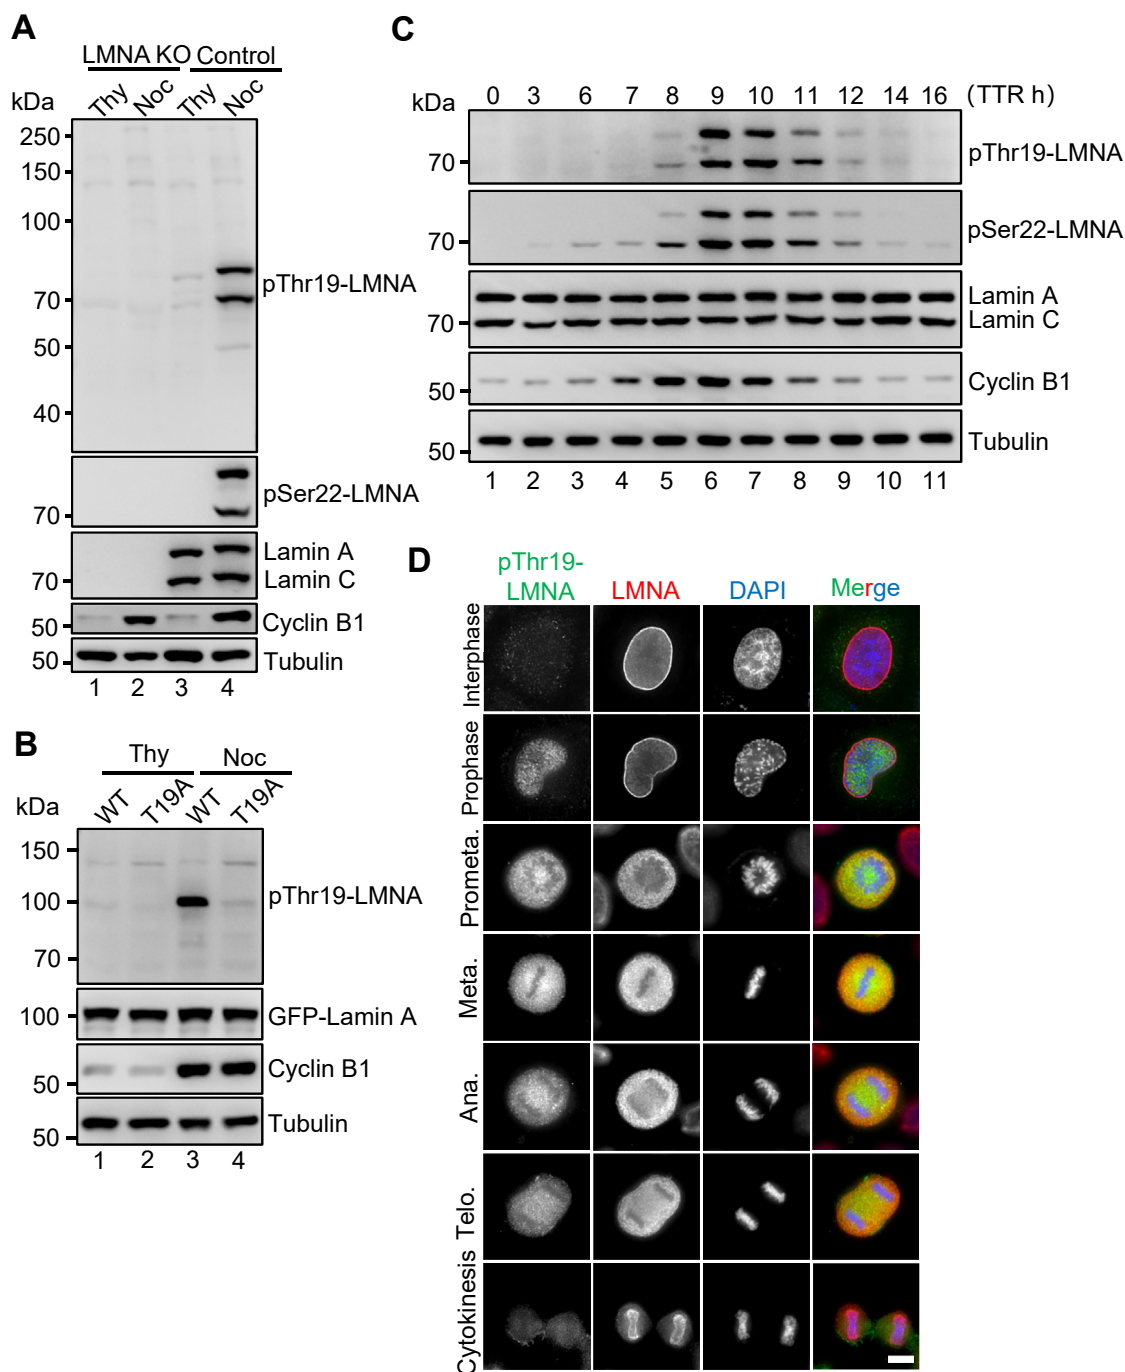 A
LMNA KO Control
kDa Thy Noc Thy Noc
250
150
100
70
50
40
pThr19-LMNA
70
pSer22-LMNA
Lamin A
70
Lamin C
50
Cyclin B1
50
Tubulin
1 2 3 4
B
Thy Noc
kDa WT T19A WT T19A
150
100
70
pThr19-LMNA
100
GFP-Lamin A
50
Cyclin B1
50
Tubulin
1 2 3 4
C
kDa 0 3 6 7 8 9 10 11 12 14 16 (TTR h)
70
pThr19-LMNA
70
pSer22-LMNA
Lamin A
70
Lamin C
50
Cyclin B1
50
Tubulin
1 2 3 4 5 6 7 8 9 10 11
D
pThr19-
LMNA LMNA DAPI Merge
Interphase
Prophase
Prometa.
Meta.
Ana.
Telo.
Cytokinesis